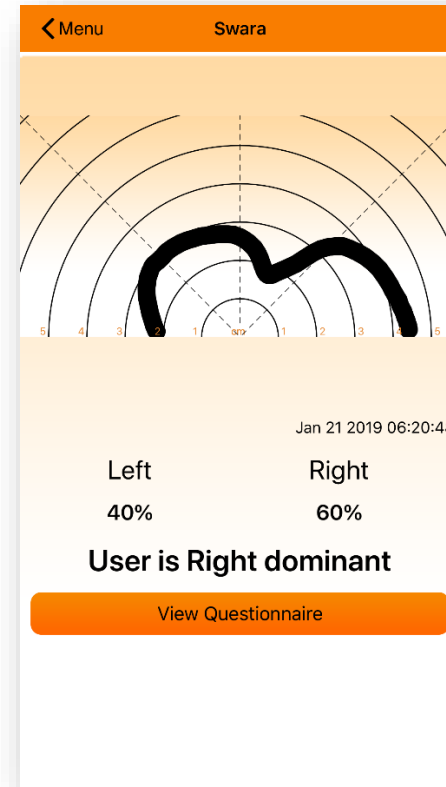 Menu Swara
5 4 3 2 1 cm 1 2 3 4 5
Jan 21 2019 06:20:4
Left Right
40% 60%
User is Right dominant
View Questionnaire